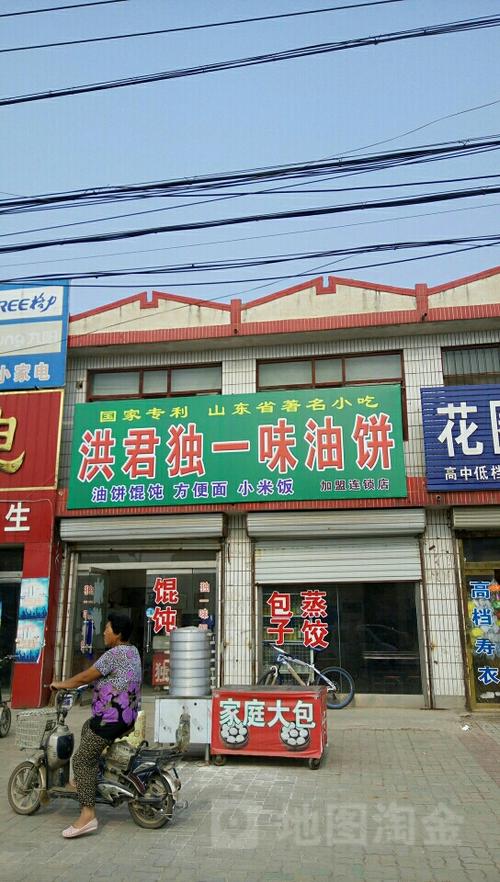 国家专利 山东省著名小吃
洪君独一味油饼
油饼馄饨 方便面 小米饭 加盟连锁店
小家电
生
花
高中低档
馄饨
独一味
包子
蒸饺
家庭大包
高档寿衣
地图淘金